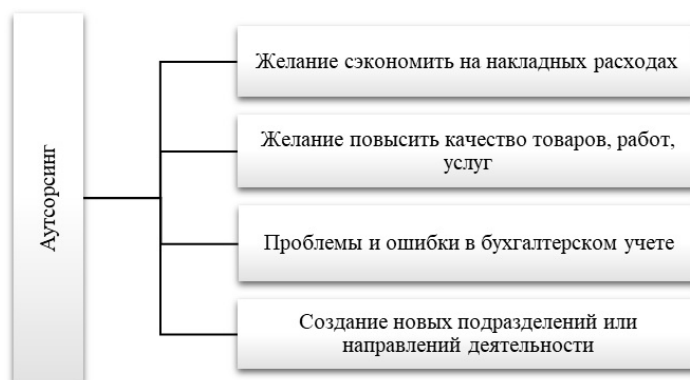 Аутсорсинг
Желание сэкономить на накладных расходах
Желание повысить качество товаров, работ,
услуг
Проблемы и ошибки в бухгалтерском учете
Создание новых подразделений или
направлений деятельности